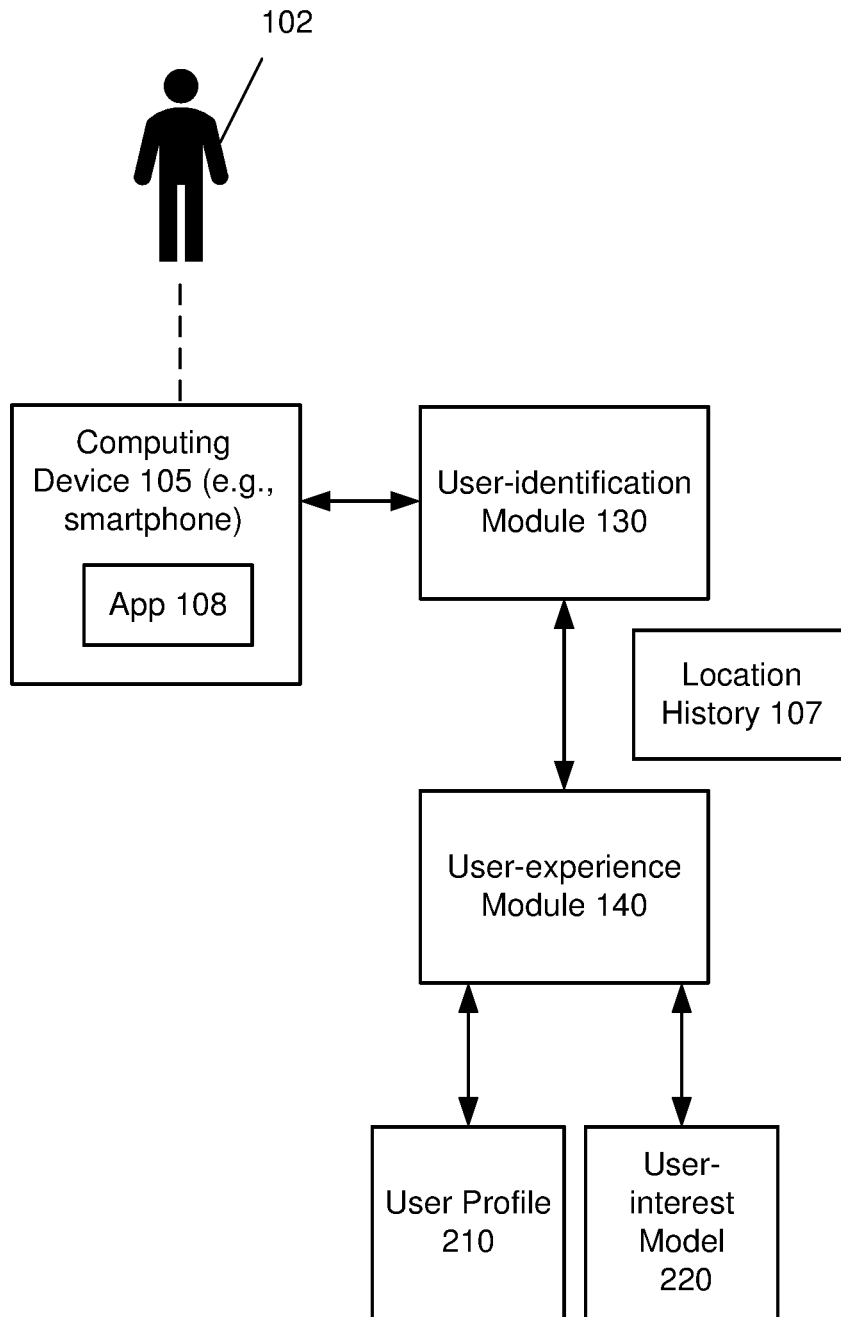 102
Computing
Device 105 (e.g.,
smartphone)
App 108
User-identification
Module 130
Location
History 107
User-experience
Module 140
User Profile
210
User-
interest
Model
220